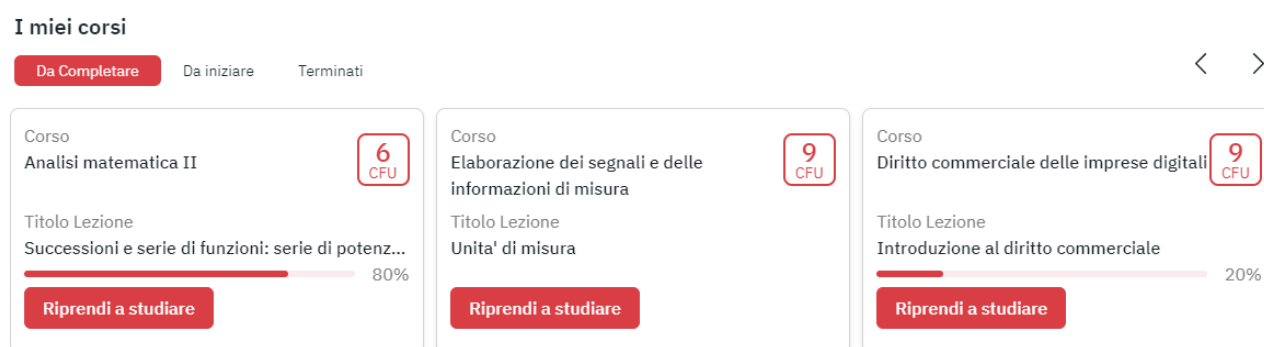 I miei corsi
Da Completare
Da iniziare
Terminati
Corso
Analisi matematica II
6
CFU
Titolo Lezione
Successioni e serie di funzioni: serie di potenz...
80%
Riprendi a studiare
Corso
Elaborazione dei segnali e delle
informazioni di misura
9
CFU
Titolo Lezione
Unita' di misura
Riprendi a studiare
Corso
Diritto commerciale delle imprese digitali
9
CFU
Titolo Lezione
Introduzione al diritto commerciale
20%
Riprendi a studiare